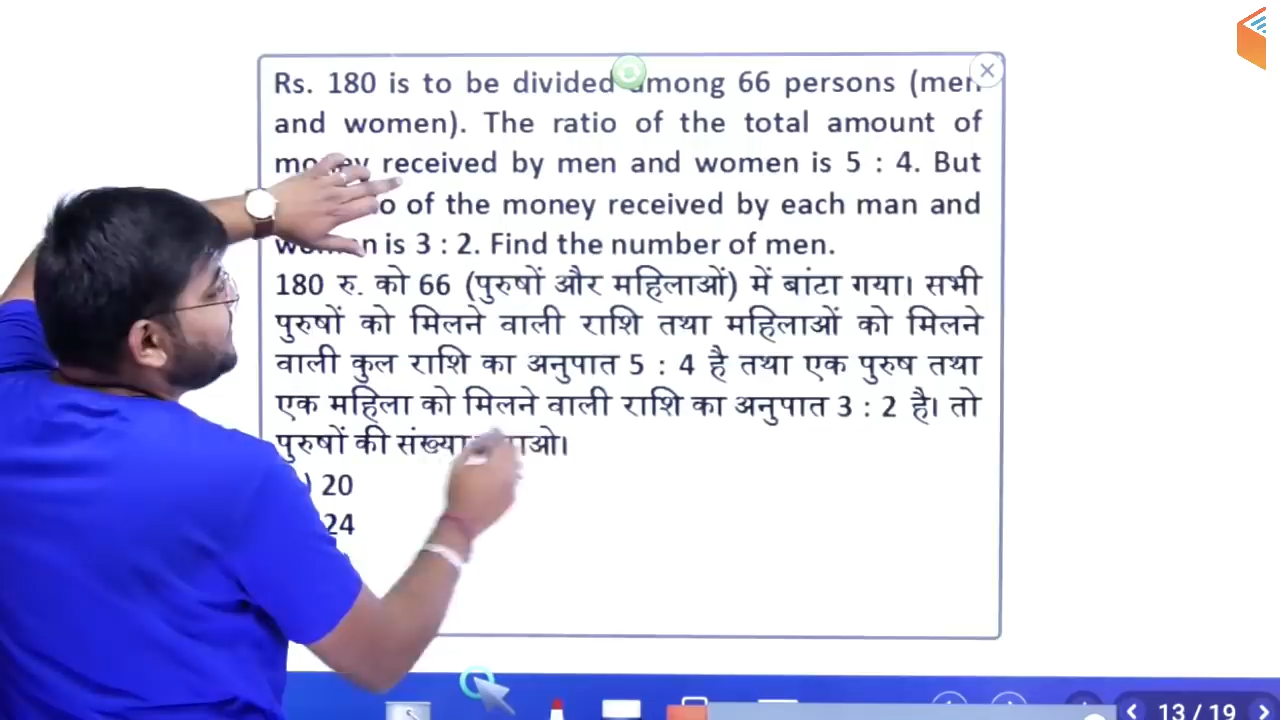 Rs. 180 is to be divided among 66 persons (men
and women). The ratio of the total amount of
money received by men and women is 5 : 4. But
of the money received by each man and
is 3 : 2. Find the number of men.
180 रु. को 66 (पुरुषों और महिलाओं) में बांटा गया। सभी
पुरुषों को मिलने वाली राशि तथा महिलाओं को मिलने
वाली कुल राशि का अनुपात 5 : 4 है तथा एक पुरुष तथा
एक महिला को मिलने वाली राशि का अनुपात 3 : 2 है। तो
पुरुषों की संख्या
) 20
24
13 / 19